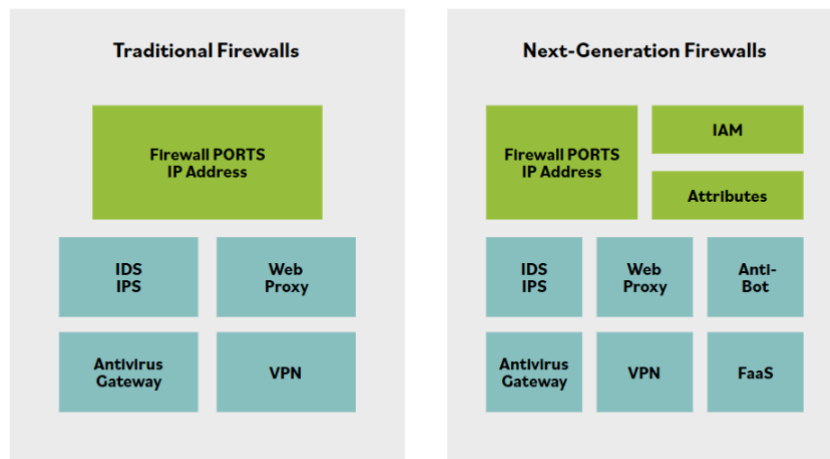 Traditional Firewalls
Firewall PORTS
IP Address
IDS
IPS
Web
Proxy
Antivirus
Gateway
VPN
Next-Generation Firewalls
Firewall PORTS
IP Address
IAM
Attributes
IDS
IPS
Web
Proxy
Anti-
Bot
Antivirus
Gateway
VPN
FaaS